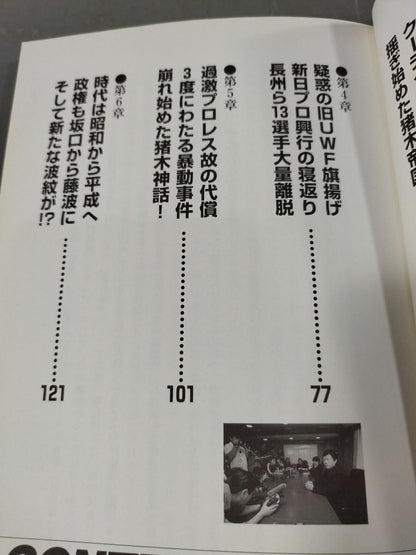 揺き始めた猪木帝国
●第4章
疑惑の旧UWF旗揚げ
新日プロ興行の寝返り
長州ら13選手大量離脱
77
●第5章
過激プロレス故の代償
3度にわたる暴動事件
崩れ始めた猪木神話!
101
●第6章
時代は昭和から平成へ
政権も坂口から藤波に
そして新たな波紋が!?
121